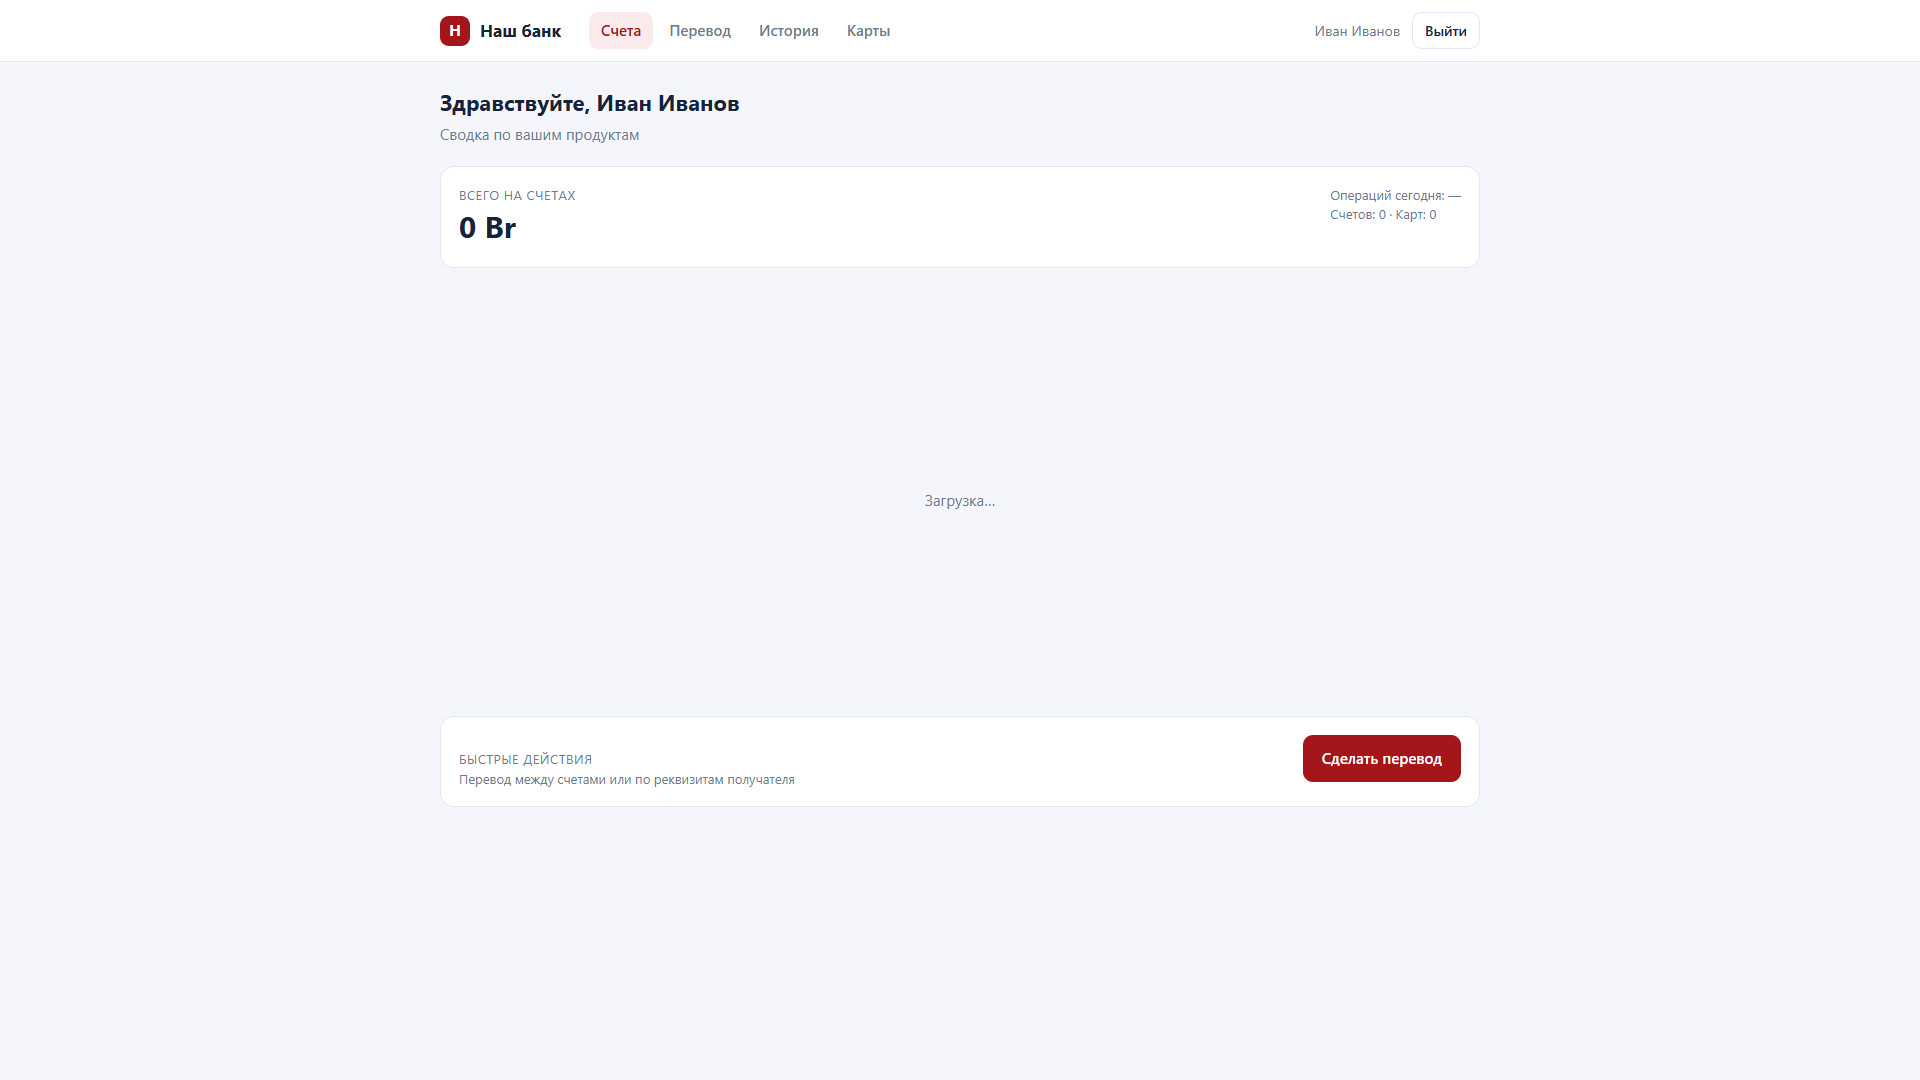 Н Наш банк Счета Перевод История Карты Иван Иванов Выйти
Здравствуйте, Иван Иванов
Сводка по вашим продуктам
ВСЕГО НА СЧЕТАХ
0 Br
Операций сегодня: —
Счетов: 0 · Карт: 0
Загрузка...
БЫСТРЫЕ ДЕЙСТВИЯ
Перевод между счетами или по реквизитам получателя
Сделать перевод